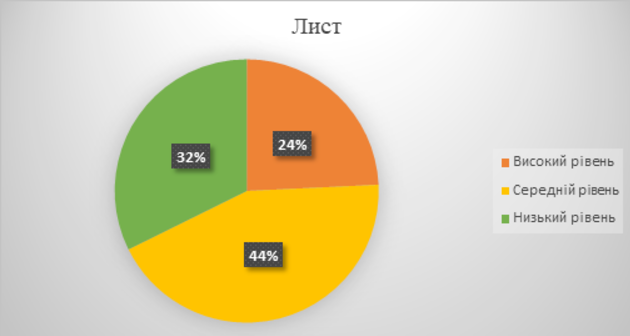 Лист
24%
32%
44%
Високий рівень
Середній рівень
Низький рівень